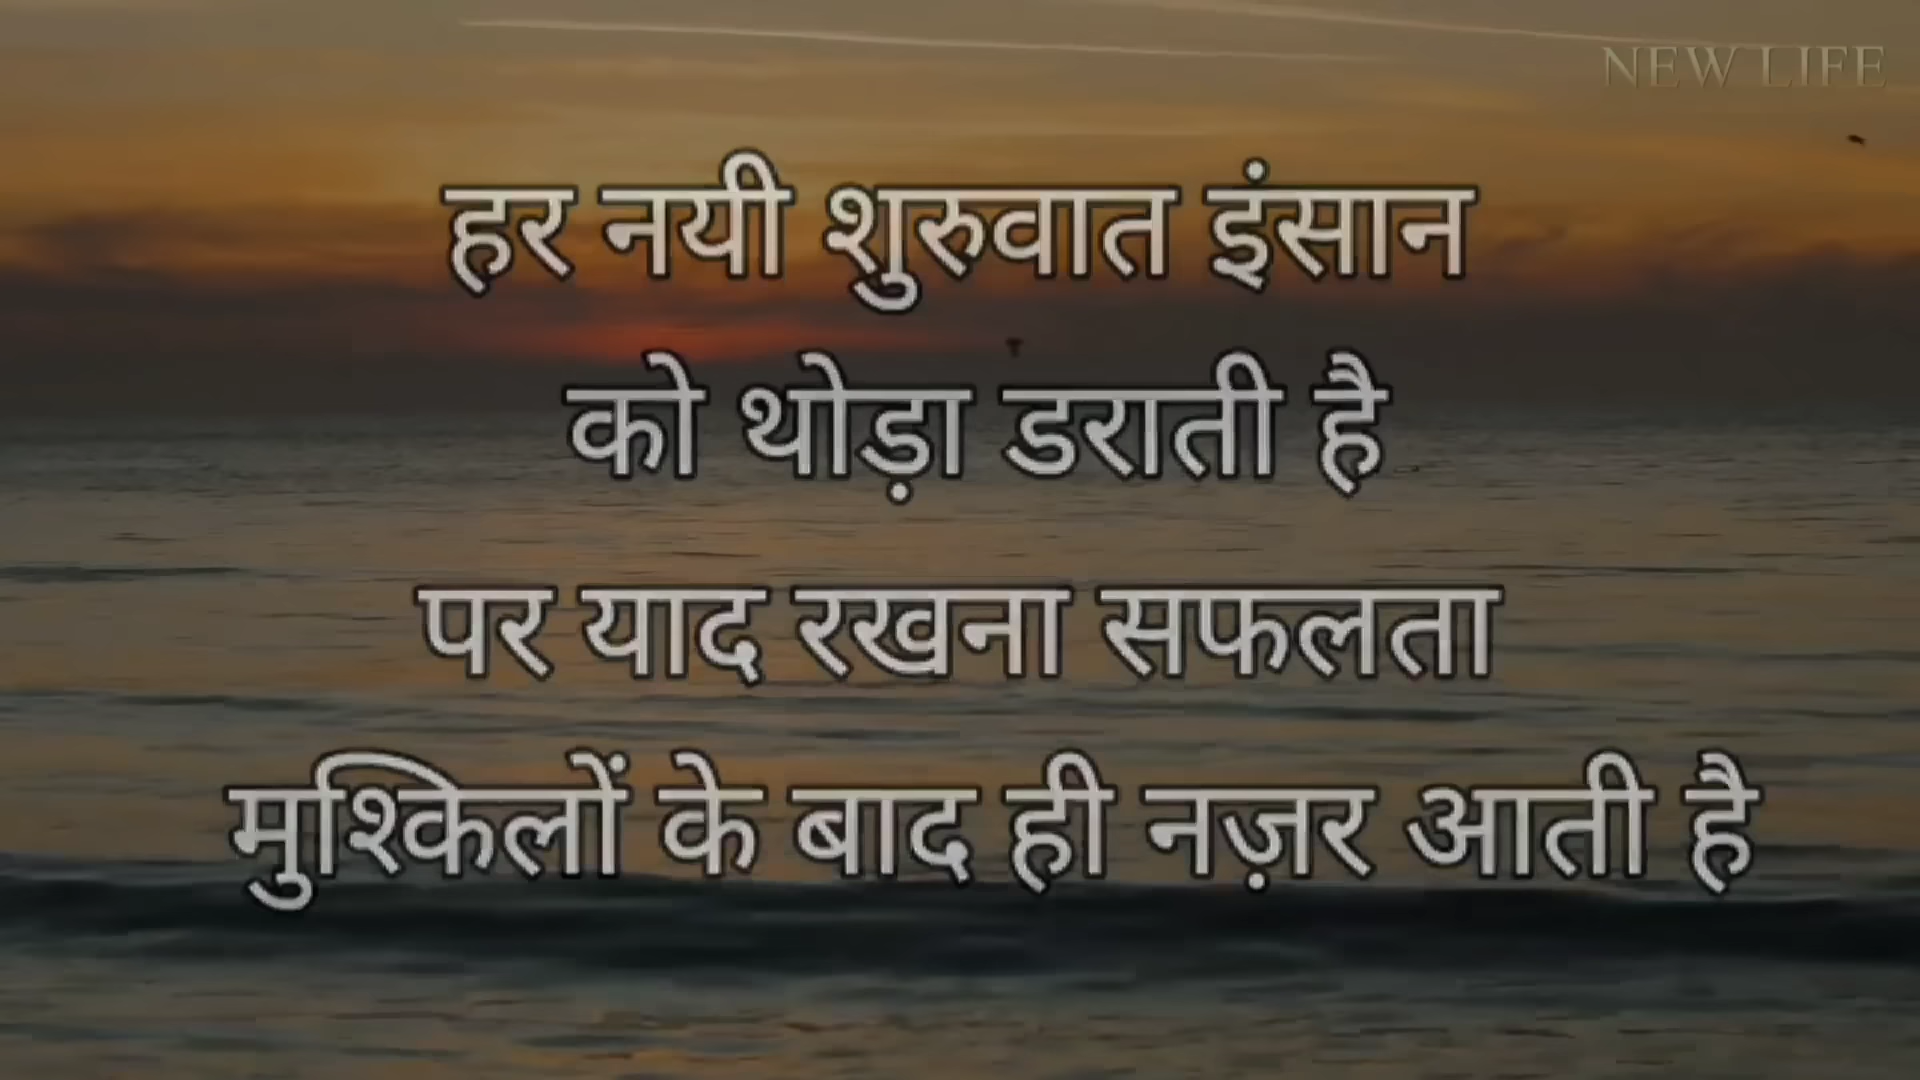 NEW LIFE
हर नयी शुरुवात इंसान
को थोड़ा डराती है
पर याद रखना सफलता
मुश्किलों के बाद ही नज़र आती है